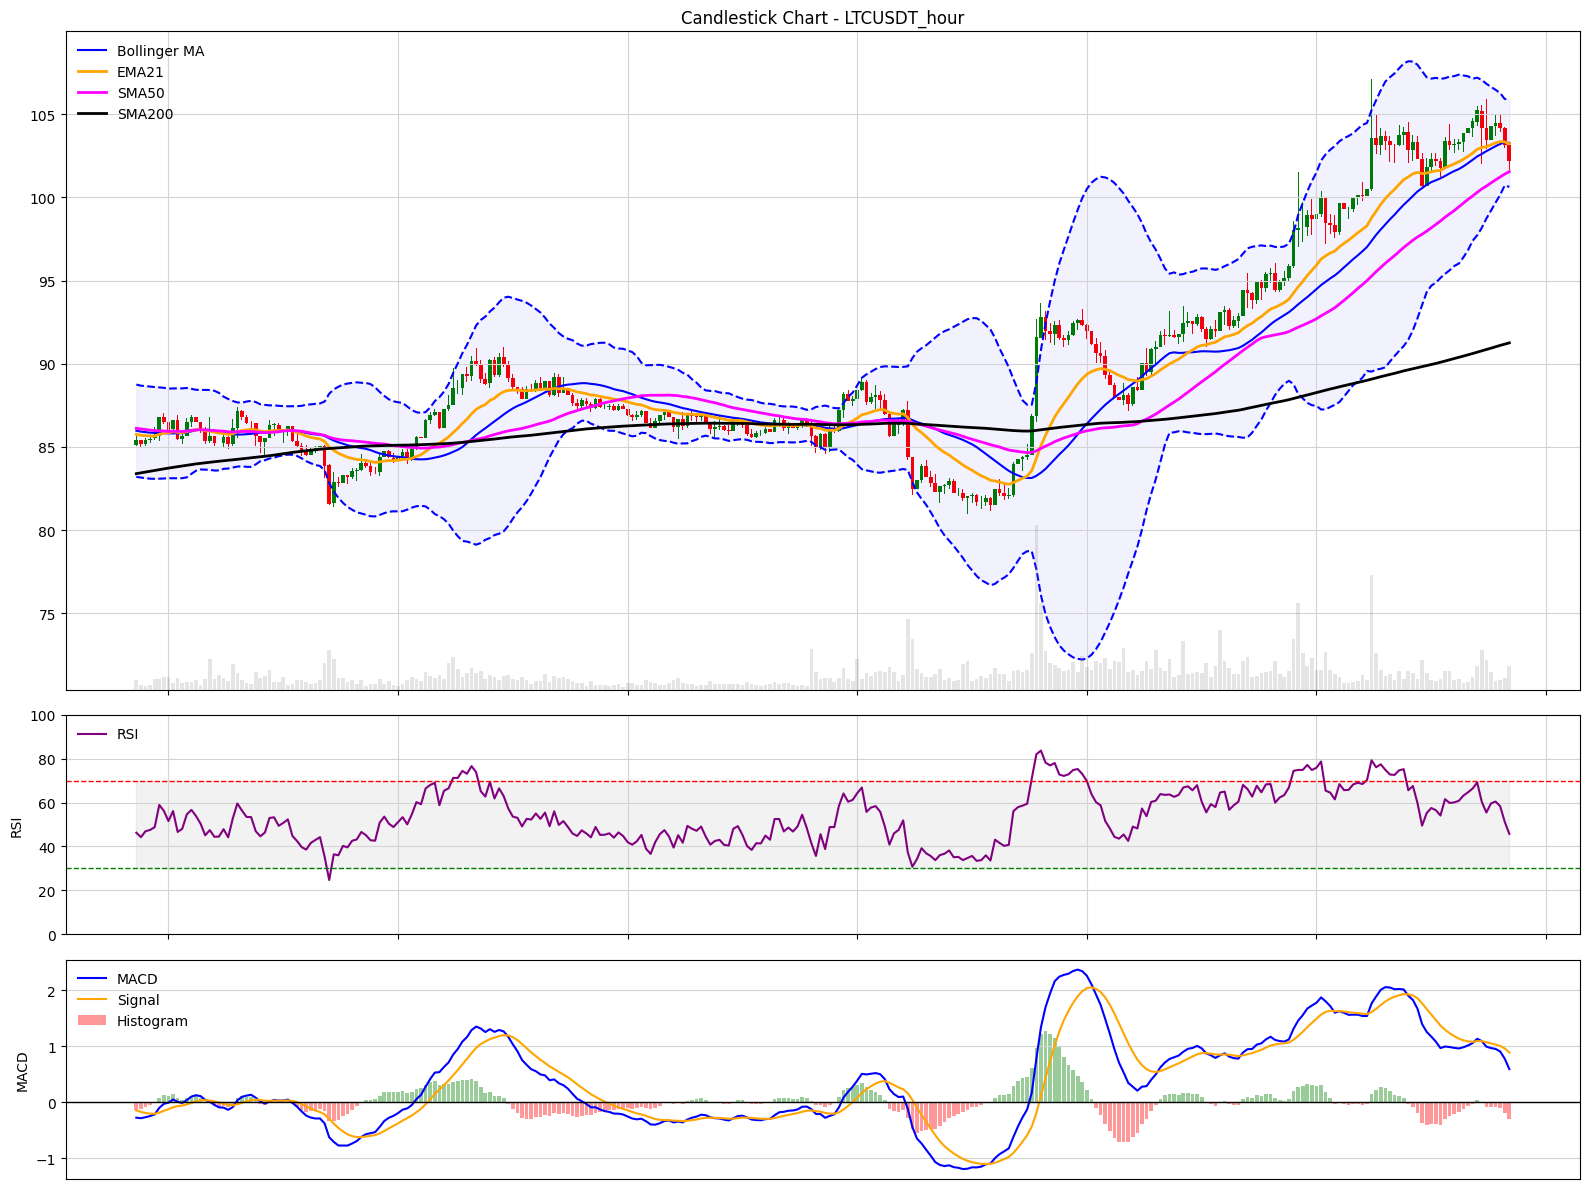 Candlestick Chart - LTCUSDT_hour
Bollinger MA
EMA21
SMA50
SMA200
105
100
95
90
85
80
75
100
80
60
40
20
0
RSI
RSI
2
1
0
−1
MACD
MACD
Signal
Histogram